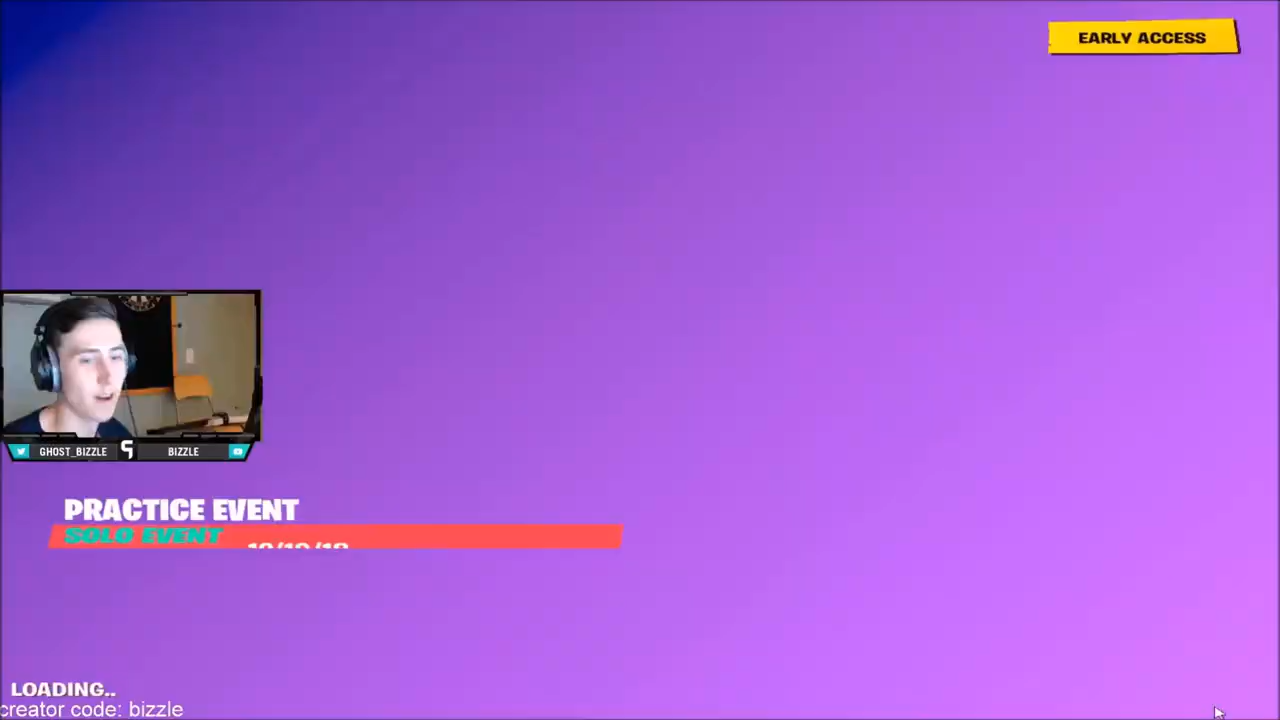 EARLY ACCESS
GHOST_BIZZLE
BIZZLE
PRACTICE EVENT
SOLO EVENT
LOADING..
creator code: bizzle